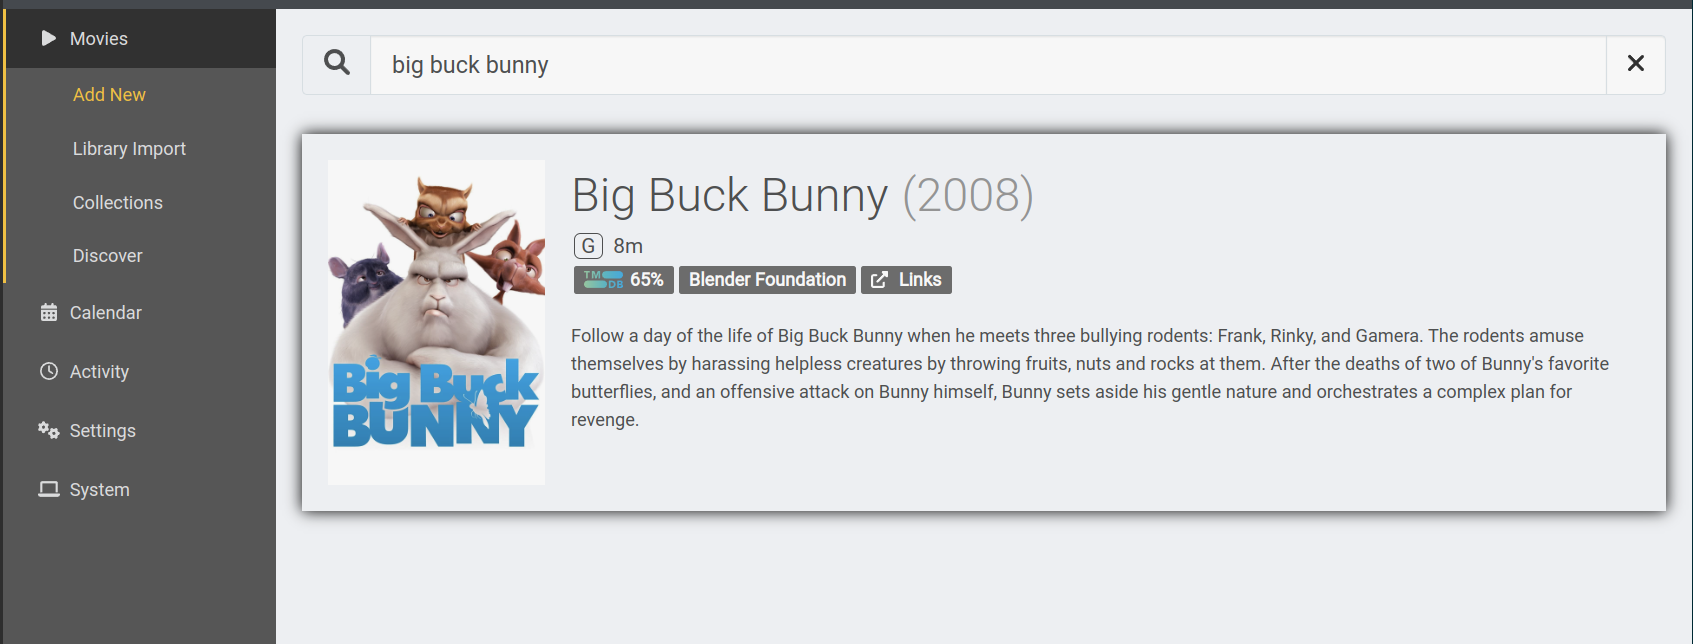 Movies
Add New
Library Import
Collections
Discover
Calendar
Activity
Settings
System
big buck bunny
Big Buck
BUNNY
Big Buck Bunny (2008)
G 8m
TMDB 65% Blender Foundation Links
Follow a day of the life of Big Buck Bunny when he meets three bullying rodents: Frank, Rinky, and Gamera. The rodents amuse
themselves by harassing helpless creatures by throwing fruits, nuts and rocks at them. After the deaths of two of Bunny's favorite
butterflies, and an offensive attack on Bunny himself, Bunny sets aside his gentle nature and orchestrates a complex plan for
revenge.